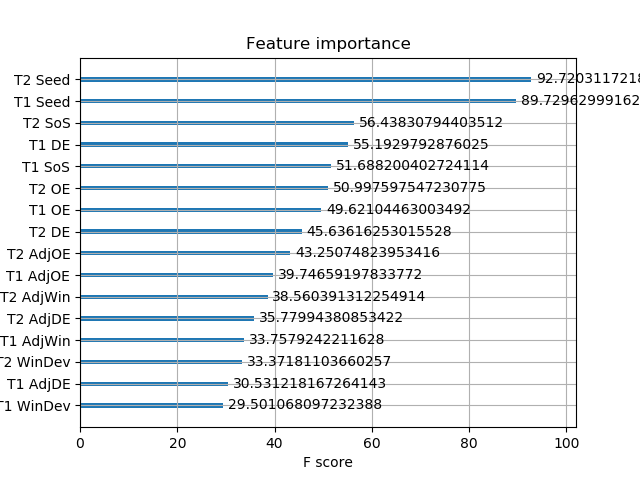 Feature importance
T2 Seed 92.7203117218
T1 Seed 89.72962999162
T2 SoS 56.43830794403512
T1 DE 55.1929792876025
T1 SoS 51.688200402724114
T2 OE 50.997597547230775
T1 OE 49.62104463003492
T2 DE 45.63616253015528
T2 AdjOE 43.25074823953416
T1 AdjOE 39.74659197833772
T2 AdjWin 38.560391312254914
T2 AdjDE 35.77994380853422
T1 AdjWin 33.7579242211628
T2 WinDev 33.37181103660257
T1 AdjDE 30.531218167264143
T1 WinDev 29.501068097232388
0 20 40 60 80 100
F score